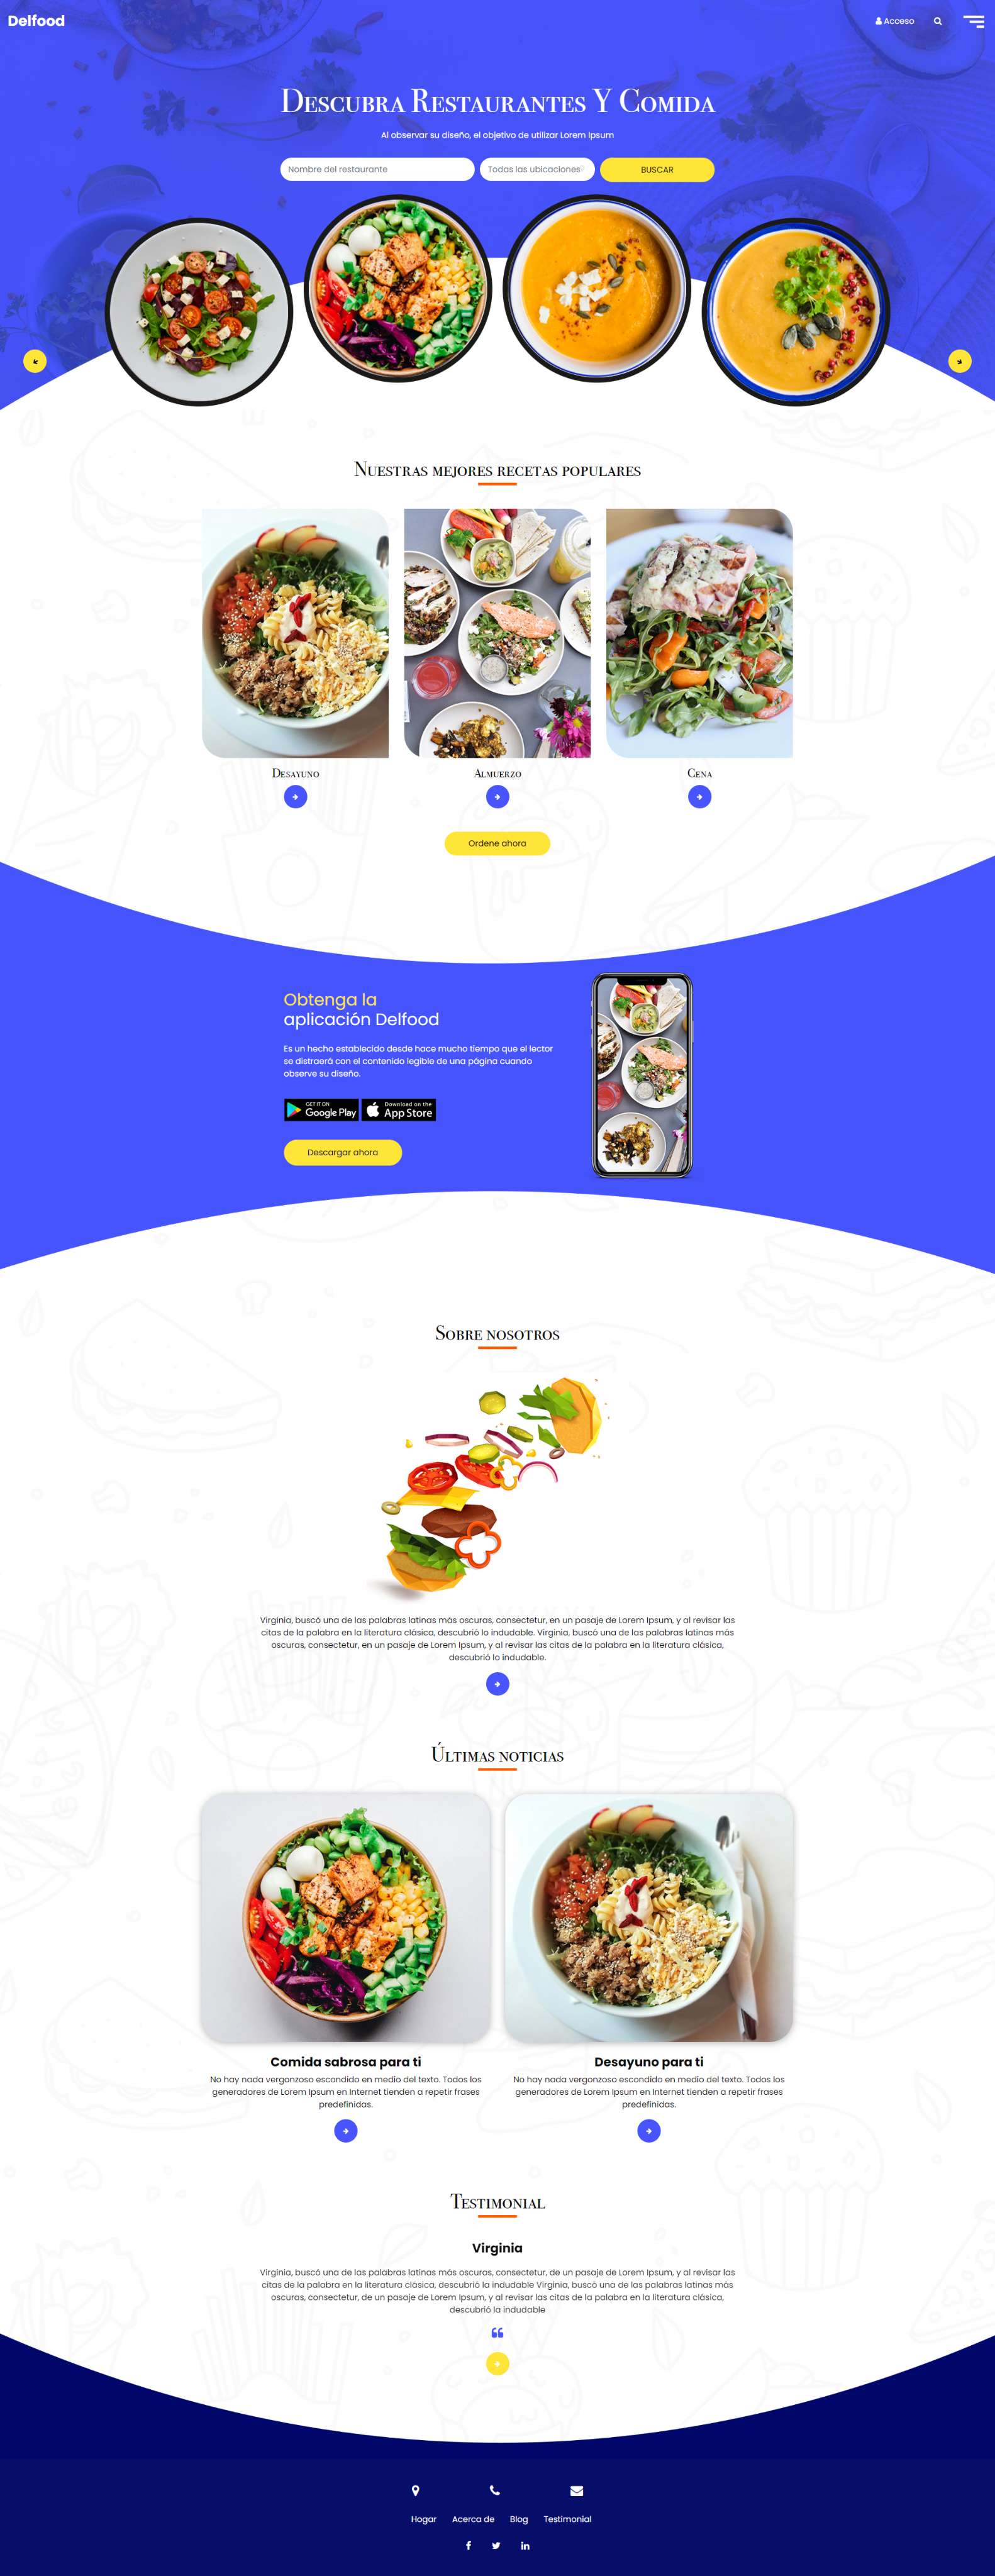 Delfood
Acceso
Descubra Restaurantes Y Comida
Al observar su diseño, el objetivo de utilizar Lorem Ipsum
Nombre del restaurante
Todas las ubicaciones
BUSCAR
Nuestras mejores recetas populares
Desayuno
Almuerzo
Cena
Ordene ahora
Obtenga la
aplicación Delfood
Es un hecho establecido desde hace mucho tiempo que el lector
se distraerá con el contenido legible de una página cuando
observe su diseño.
GET IT ON
Google Play
Download on the
App Store
Descargar ahora
Sobre nosotros
Virginia, buscó una de las palabras latinas más oscuras, consectetur, en un pasaje de Lorem Ipsum, y al revisar las
citas de la palabra en la literatura clásica, descubrió lo indudable. Virginia, buscó una de las palabras latinas más
oscuras, consectetur, en un pasaje de Lorem Ipsum, y al revisar las citas de la palabra en la literatura clásica,
descubrió lo indudable.
Últimas noticias
Comida sabrosa para ti
No hay nada vergonzoso escondido en medio del texto. Todos los
generadores de Lorem Ipsum en Internet tienden a repetir frases
predefinidas.
Desayuno para ti
No hay nada vergonzoso escondido en medio del texto. Todos los
generadores de Lorem Ipsum en Internet tienden a repetir frases
predefinidas.
Testimonial
Virginia
Virginia, buscó una de las palabras latinas más oscuras, consectetur, de un pasaje de Lorem Ipsum, y al revisar las
citas de la palabra en la literatura clásica, descubrió la indudable Virginia, buscó una de las palabras latinas más
oscuras, consectetur, de un pasaje de Lorem Ipsum, y al revisar las citas de la palabra en la literatura clásica,
descubrió la indudable
Hogar
Acerca de
Blog
Testimonial